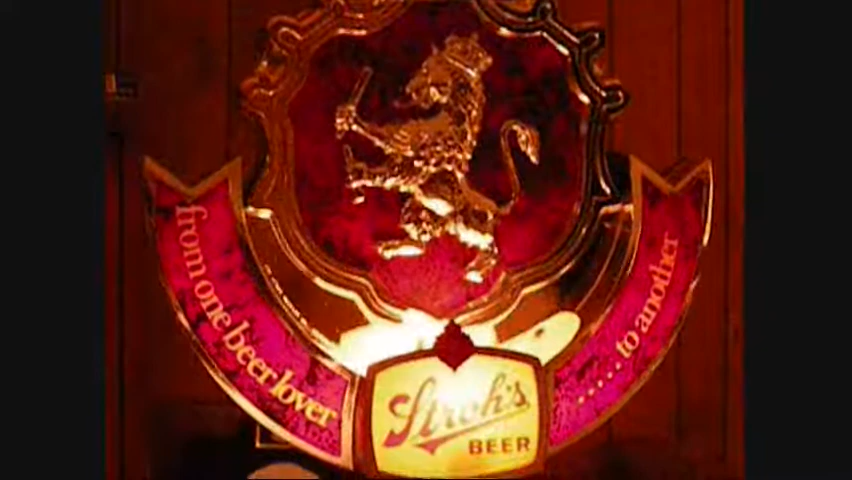 from one beer lover
.....to another
Stroh's
BEER